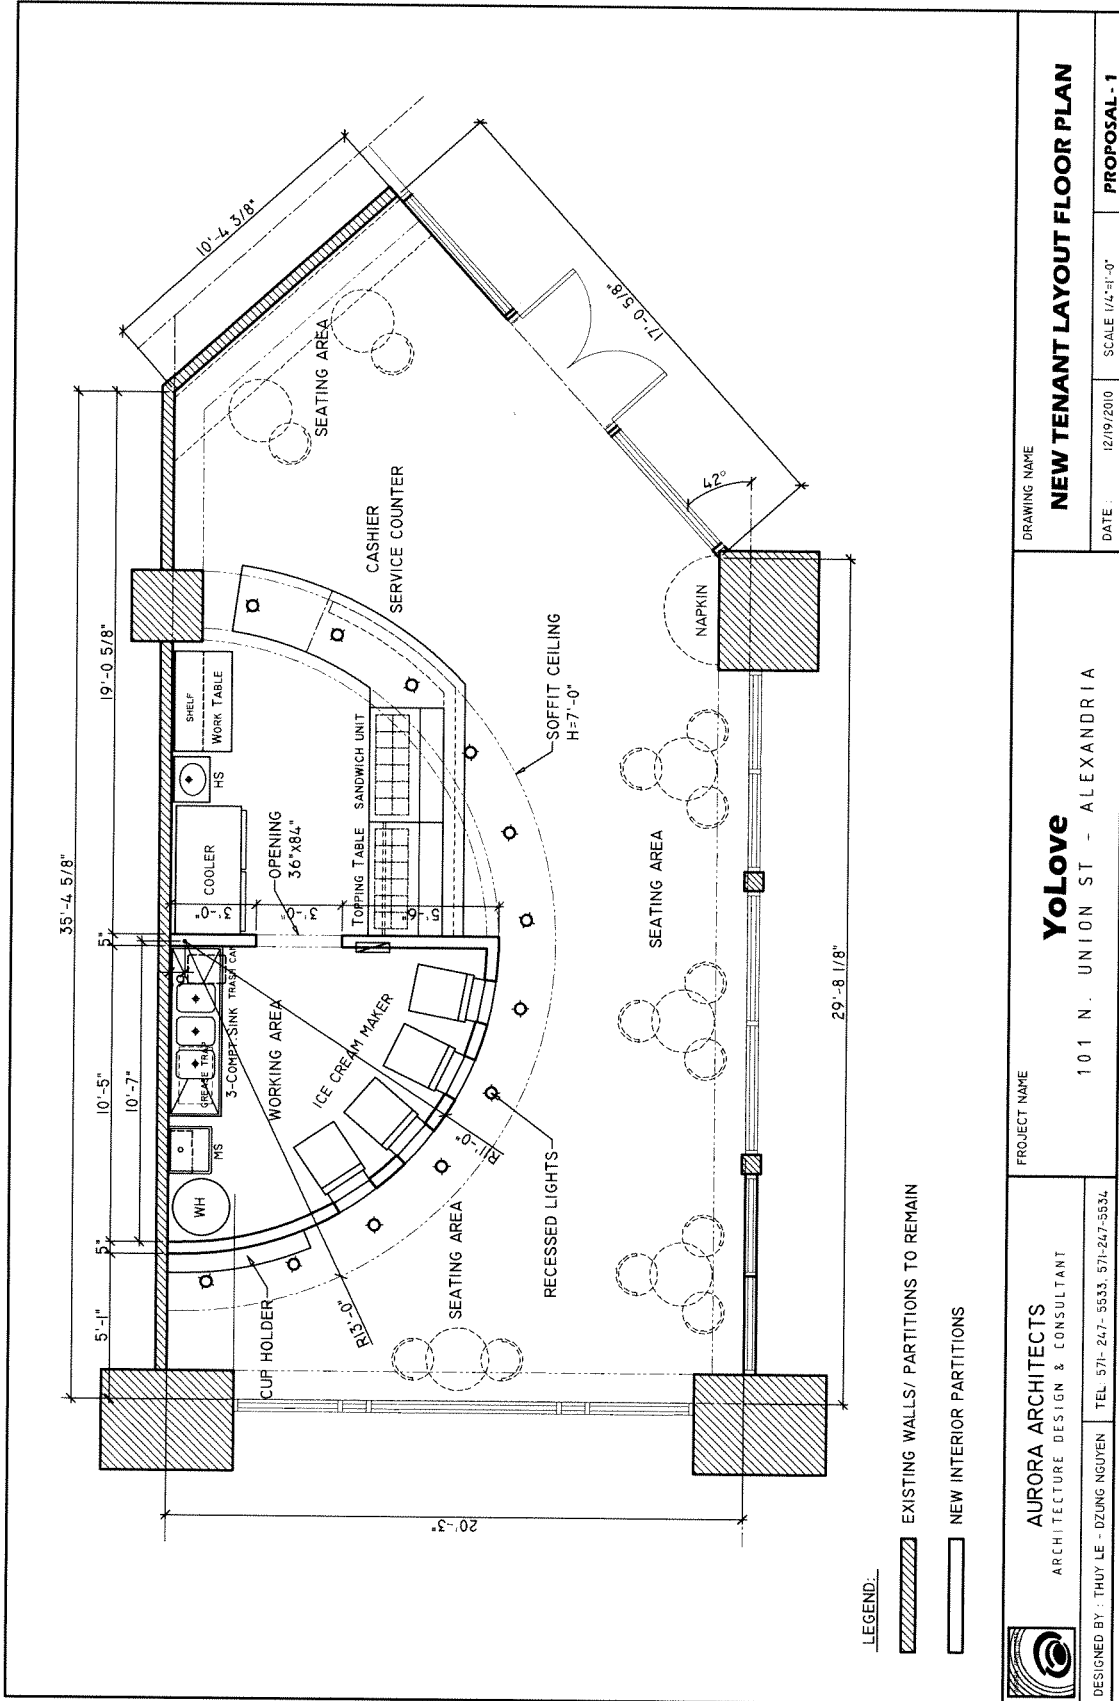 35'-4 5/8"
5'-1"
5"
10'-5"
5"
19'-0 5/8"
10'-7"
10'-4 3/8"
17'-0 5/8"
42°
20'-3"
29'-8 1/8"
WH
MS
GREASE TRAP
3-COMPT.SINK
TRASH CAN
COOLER
HS
SHELF
WORK TABLE
3'-0"
3'-0"
5'-6"
OPENING
36"X84"
WORKING AREA
ICE CREAM MAKER
TOPPING TABLE
SANDWICH UNIT
R11'-0"
R13'-0"
CUP HOLDER
CASHIER
SERVICE COUNTER
SEATING AREA
SEATING AREA
SEATING AREA
SOFFIT CEILING
H=7'-0"
RECESSED LIGHTS
NAPKIN
LEGEND:
EXISTING WALLS/ PARTITIONS TO REMAIN
NEW INTERIOR PARTITIONS
AURORA ARCHITECTS
ARCHITECTURE DESIGN & CONSULTANT
DESIGNED BY : THUY LE - DZUNG NGUYEN
TEL: 571- 247- 5533, 571-247-5534
PROJECT NAME
YoLove
101 N. UNION ST - ALEXANDRIA
DRAWING NAME
NEW TENANT LAYOUT FLOOR PLAN
DATE : 12/19/2010
SCALE 1/4"=1'-0"
PROPOSAL - 1